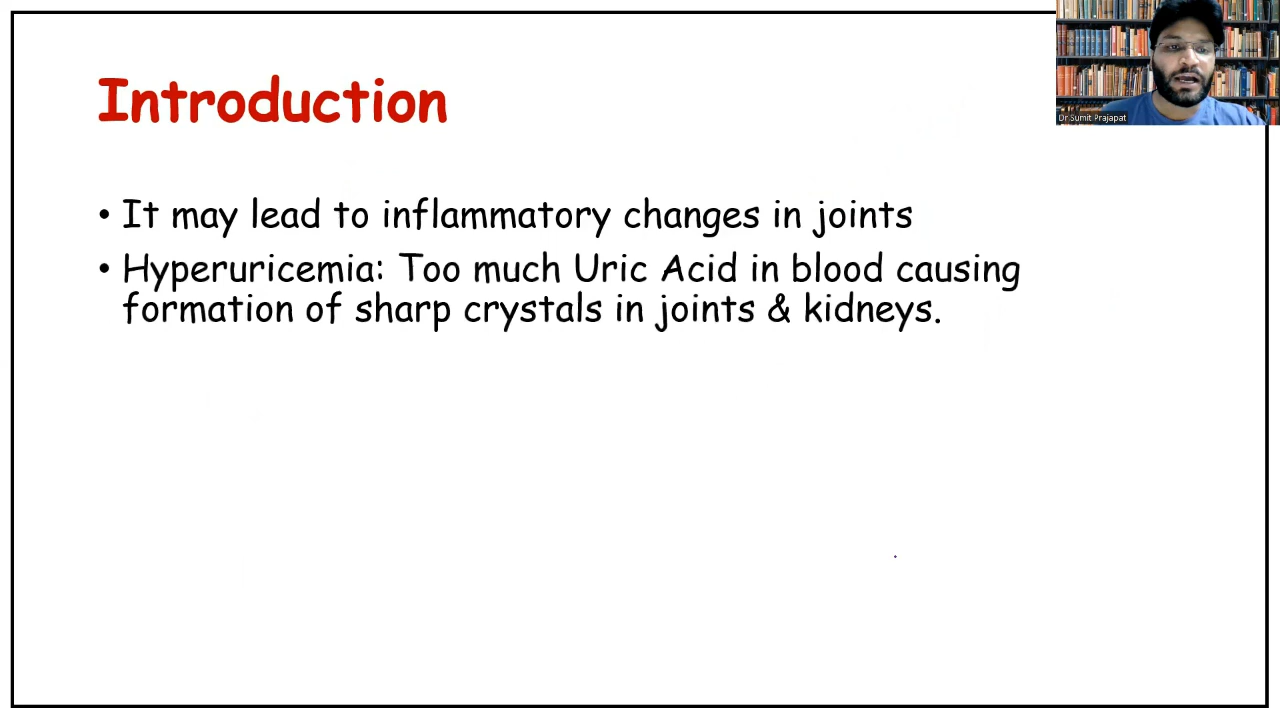 Introduction
• It may lead to inflammatory changes in joints
• Hyperuricemia: Too much Uric Acid in blood causing
formation of sharp crystals in joints & kidneys.
Dr.Sumit Prajapat